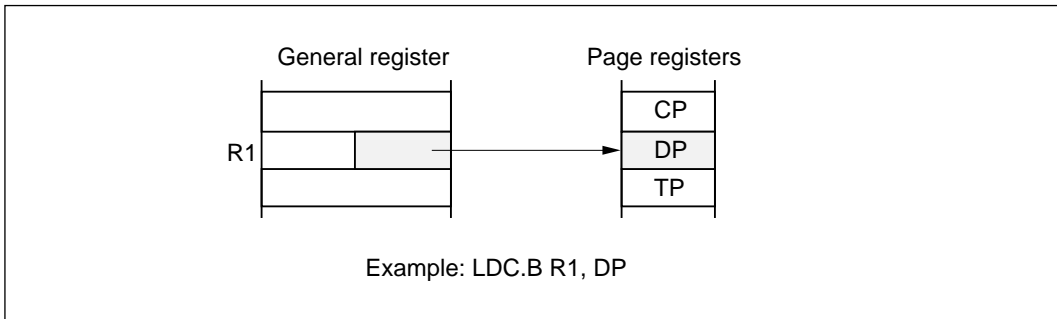 General register Page registers
CP
R1 DP
TP
Example: LDC.B R1, DP